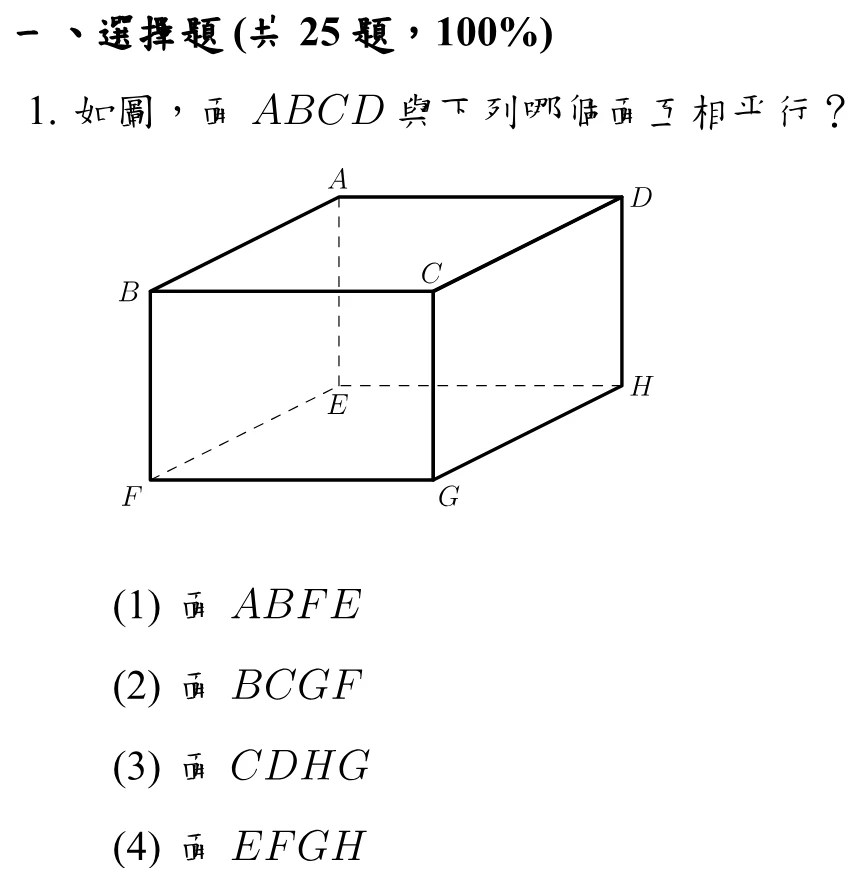 一、選擇題 (共 25 題，100%)
1. 如圖，面 ABCD 與下列哪個面互相平行？
A
D
C
B
E
H
F
G
(1) 面 ABFE
(2) 面 BCGF
(3) 面 CDHG
(4) 面 EFGH